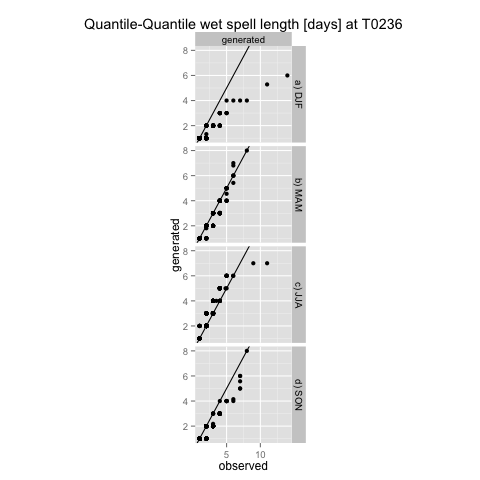 Quantile-Quantile wet spell length [days] at T0236
generated
8
6
4
2
a) DJF
8
6
4
2
b) MAM
generated
8
6
4
2
c) JJA
8
6
4
2
d) SON
5 10
observed